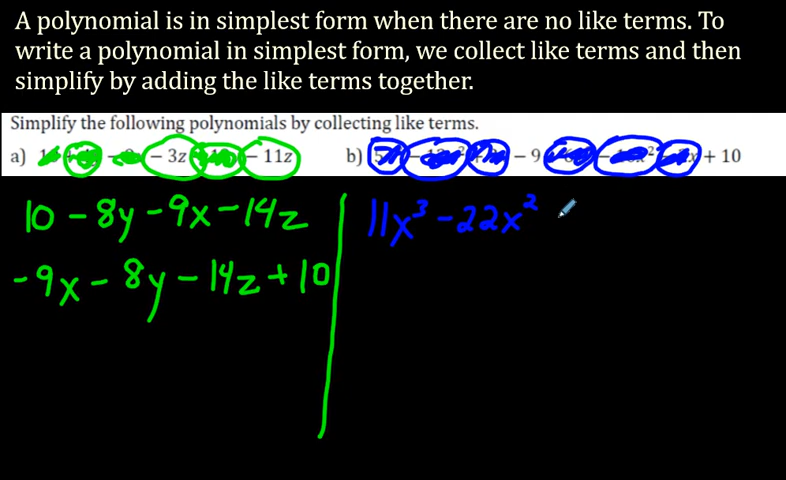 A polynomial is in simplest form when there are no like terms. To
write a polynomial in simplest form, we collect like terms and then
simplify by adding the like terms together.
Simplify the following polynomials by collecting like terms.
a) - 3z - 11z b) - 9 + 10
10 - 8y - 9x - 14z
11x³ - 22x²
-9x - 8y - 14z + 10